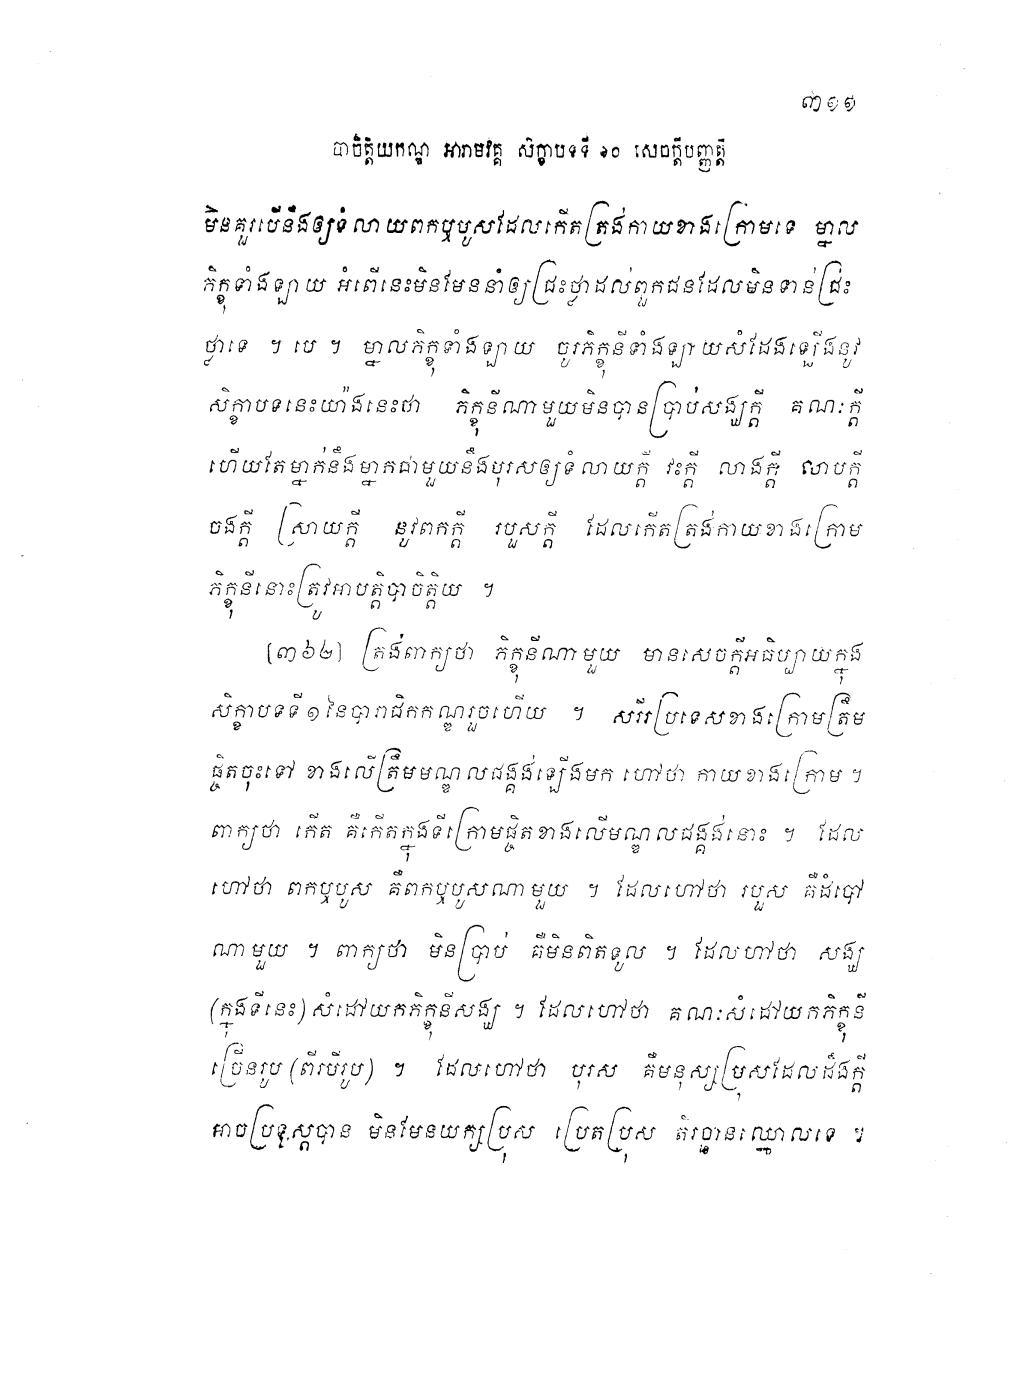 ៣១១
បាចិត្តិយកណ្ឌ អារាមវគ្គ សិក្ខាបទទី ១០ សេចក្តីបញ្ញត្តិ
មិនគួរបើនឹងឲ្យទំលាយពកឬបូសដែលកើតត្រង់កាយខាងក្រោមទេ ម្នាល
ភិក្ខុទាំងឡាយ អំពើនេះមិនមែននាំឲ្យជ្រះថ្លាដល់ពួកជនដែលមិនទាន់ជ្រះ
ថ្លាទេ ។ បេ ។ ម្នាលភិក្ខុទាំងឡាយ ចូរភិក្ខុនីទាំងឡាយសំដែងឡើងនូវ
សិក្ខាបទនេះយ៉ាងនេះថា ភិក្ខុនីណាមួយមិនបានប្រាប់សង្ឃក្តី គណៈក្តី
ហើយតែម្នាក់នឹងម្នាកជាមួយនឹងបុរសឲ្យទំលាយក្តី វះក្តី លាងក្តី លាបក្តី
ចងក្តី ស្រាយក្តី នូវពកក្តី របួសក្តី ដែលកើតត្រង់កាយខាងក្រោម
ភិក្ខុនីនោះត្រូវអាបត្តិបាចិត្តិយ ។
[៣៦២] ត្រង់ពាក្យថា ភិក្ខុនីណាមួយ មានសេចក្តីអធិប្បាយក្នុង
សិក្ខាបទទី ១ នៃបារាជិកកណ្ឌរួចហើយ ។ សរីរប្រទេសខាងក្រោមត្រឹម
ផ្ចិតចុះទៅ ខាងលើត្រឹមមណ្ឌលជង្គង់ឡើងមក ហៅថា កាយខាងក្រោម ។
ពាក្យថា កើត គឺកើតក្នុងទីក្រោមផ្ចិតខាងលើមណ្ឌលជង្គង់នោះ ។ ដែល
ហៅថា ពកឬបូស គឺពកឬបូសណាមួយ ។ ដែលហៅថា របួស គឺដំបៅ
ណាមួយ ។ ពាក្យថា មិនប្រាប់ គឺមិនពិតទូល ។ ដែលហៅថា សង្ឃ
(ក្នុងទីនេះ) សំដៅយកភិក្ខុនីសង្ឃ ។ ដែលហៅថា គណៈសំដៅយកភិក្ខុនី
ច្រើនរូប (ពីរបីរូប) ។ ដែលហៅថា បុរស គឺមនុស្សប្រុសដែលដឹងក្តី
អាចប្រទុស្តបាន មិនមែនយក្សប្រុស ប្រេតប្រុស តិរច្ឆានឈ្មោលទេ ។